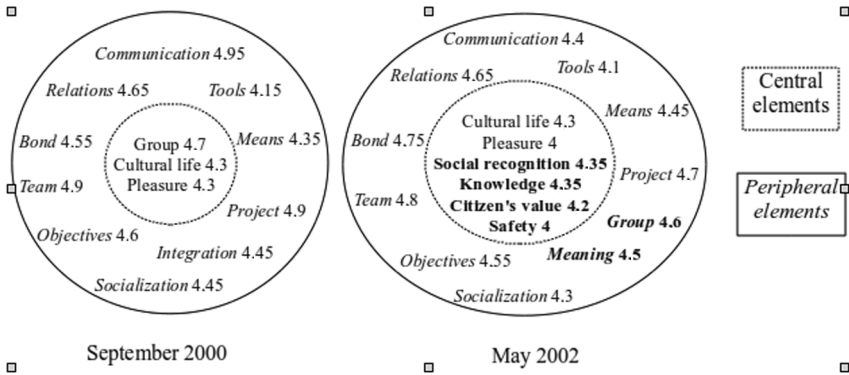 Communication 4.95
Relations 4.65
Tools 4.15
Bond 4.55
Group 4.7
Means 4.35
Cultural life 4.3
Team 4.9
Pleasure 4.3
Project 4.9
Objectives 4.6
Integration 4.45
Socialization 4.45
September 2000
Communication 4.4
Relations 4.65
Tools 4.1
Means 4.45
Cultural life 4.3
Bond 4.75
Pleasure 4
Social recognition 4.35
Project 4.7
Knowledge 4.35
Team 4.8
Citizen's value 4.2
Group 4.6
Safety 4
Meaning 4.5
Objectives 4.55
Socialization 4.3
May 2002
Central
elements
Peripheral
elements